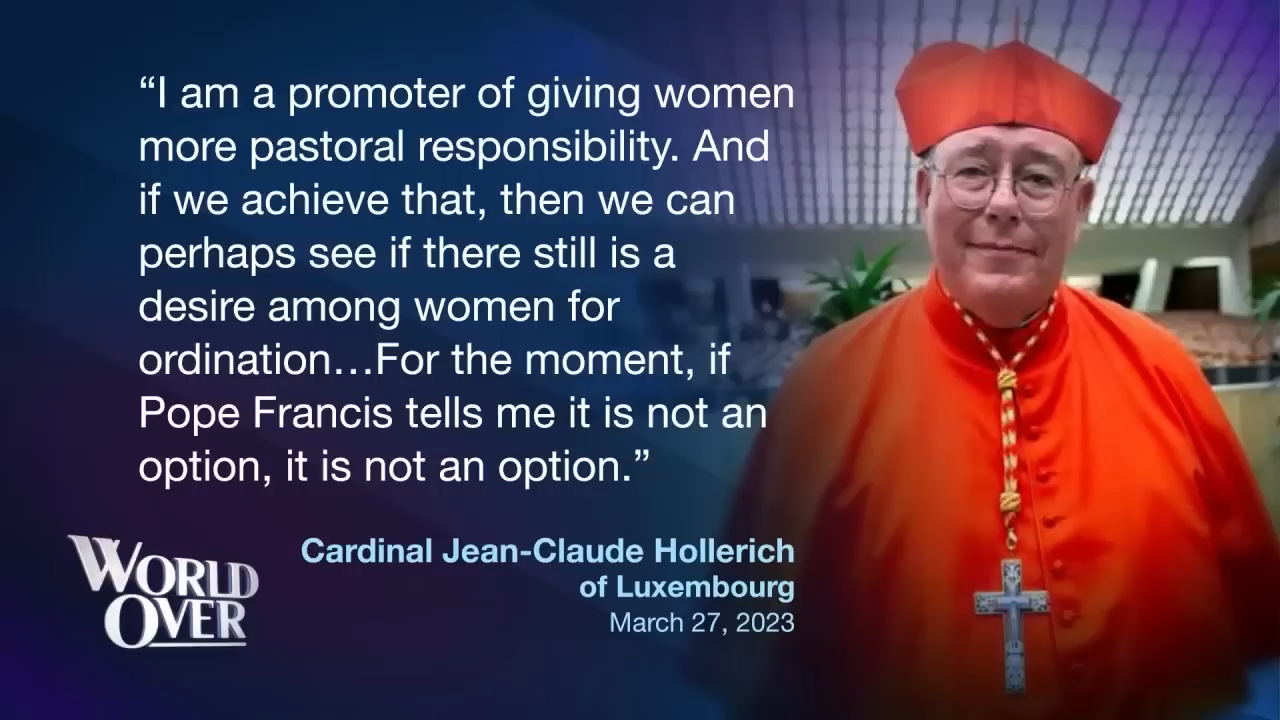 “I am a promoter of giving women
more pastoral responsibility. And
if we achieve that, then we can
perhaps see if there still is a
desire among women for
ordination…For the moment, if
Pope Francis tells me it is not an
option, it is not an option.”
Cardinal Jean-Claude Hollerich
of Luxembourg
March 27, 2023
WORLD
OVER